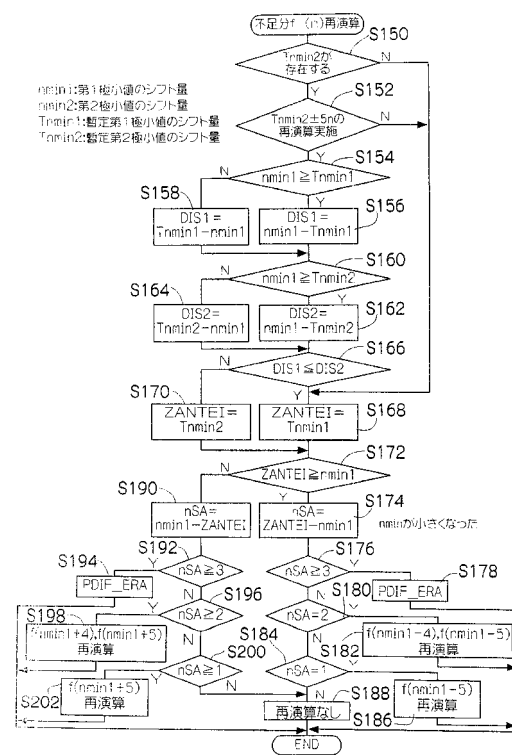 不足分f (n)再演算
S150
Tnmin2が
存在する
N
Y
nmin1:第1極小値のシフト量
nmin2:第2極小値のシフト量
Tnmin1:暫定第1極小値のシフト量
Tnmin2:暫定第2極小値のシフト量
S152
Tnmin2±5nの
再演算実施
N
Y
S154
nmin1≧Tnmin1
N
Y
S158
DIS1=
Tnmin1-nmin1
S156
DIS1=
nmin1-Tnmin1
S160
nmin1≧Tnmin2
N
Y
S164
DIS2=
Tnmin2-nmin1
S162
DIS2=
nmin1-Tnmin2
S166
DIS1≦DIS2
N
Y
S170
ZANTEI=
Tnmin2
S168
ZANTEI=
Tnmin1
S172
ZANTEI≧nmin1
N
Y
S190
nSA=
nmin1-ZANTEI
S174
nSA=
ZANTEI-nmin1
nminが小さくなった
S192
nSA≧3
Y
N
S194
PDIF_ERA
S176
nSA≧3
Y
N
S178
PDIF_ERA
S196
nSA≧2
Y
N
S198
f(nmin1+4),f(nmin1+5)
再演算
S180
nSA=2
Y
N
S182
f(nmin1-4),f(nmin1-5)
再演算
S200
nSA≧1
Y
N
S202
f(nmin1+5)
再演算
S184
nSA=1
Y
N
S186
f(nmin1-5)
再演算
S188
再演算なし
END